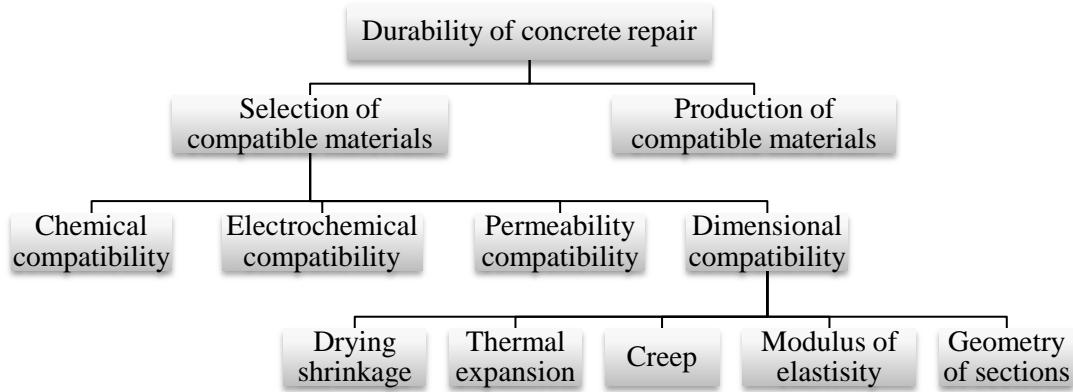 Durability of concrete repair
Selection of
compatible materials
Production of
compatible materials
Chemical
compatibility
Electrochemical
compatibility
Permeability
compatibility
Dimensional
compatibility
Drying
shrinkage
Thermal
expansion
Creep
Modulus of
elasticity
Geometry
of sections